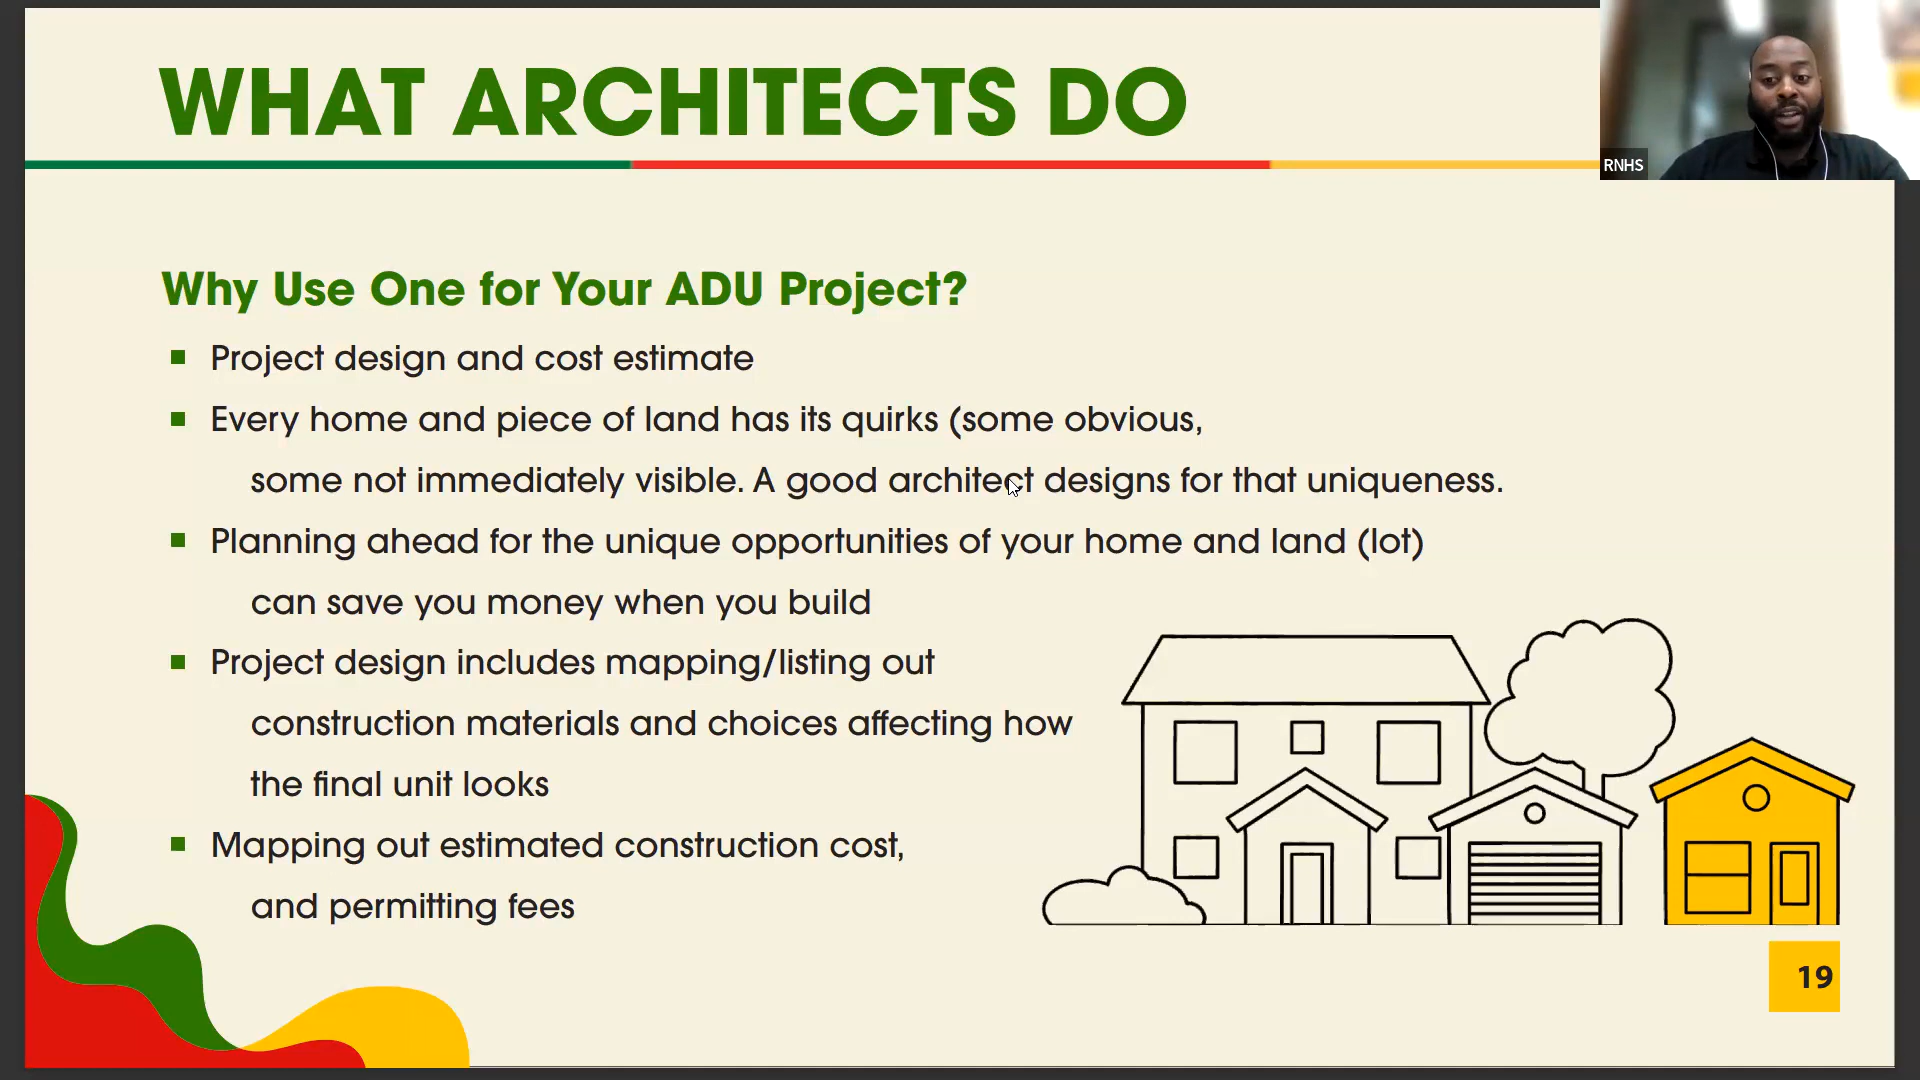 WHAT ARCHITECTS DO
RNHS
Why Use One for Your ADU Project?
Project design and cost estimate
Every home and piece of land has its quirks (some obvious,
some not immediately visible. A good architect designs for that uniqueness.
Planning ahead for the unique opportunities of your home and land (lot)
can save you money when you build
Project design includes mapping/listing out
construction materials and choices affecting how
the final unit looks
Mapping out estimated construction cost,
and permitting fees
19